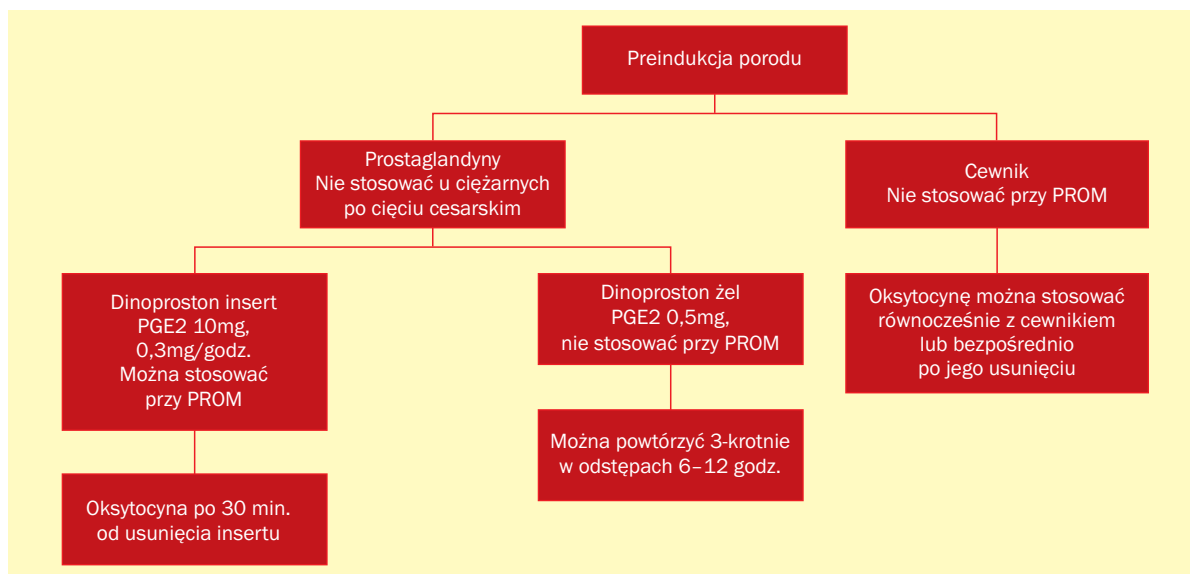 Preindukcja porodu
Prostaglandyny
Nie stosować u ciężarnych
po cięciu cesarskim
Cewnik
Nie stosować przy PROM
Dinoproston insert
PGE2 10mg,
0,3mg/godz.
Można stosować
przy PROM
Dinoproston żel
PGE2 0,5mg,
nie stosować przy PROM
Oksytocynę można stosować
równocześnie z cewnikiem
lub bezpośrednio
po jego usunięciu
Można powtórzyć 3-krotnie
w odstępach 6–12 godz.
Oksytocyna po 30 min.
od usunięcia insertu